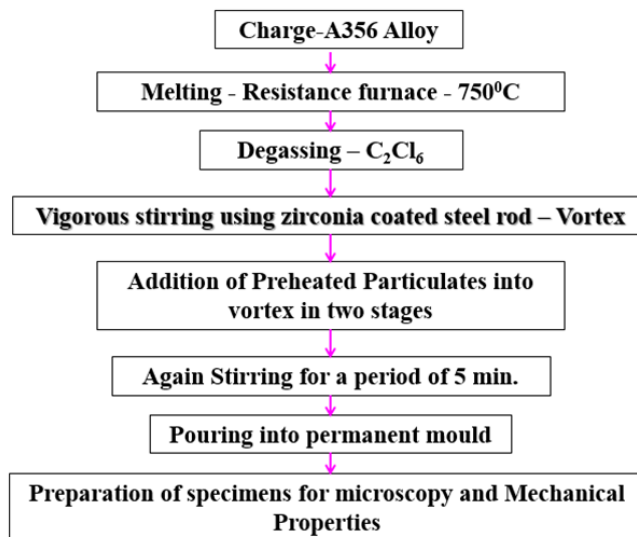 Charge-A356 Alloy
Melting - Resistance furnace - 750⁰C
Degassing – C₂Cl₆
Vigorous stirring using zirconia coated steel rod – Vortex
Addition of Preheated Particulates into
vortex in two stages
Again Stirring for a period of 5 min.
Pouring into permanent mould
Preparation of specimens for microscopy and Mechanical
Properties